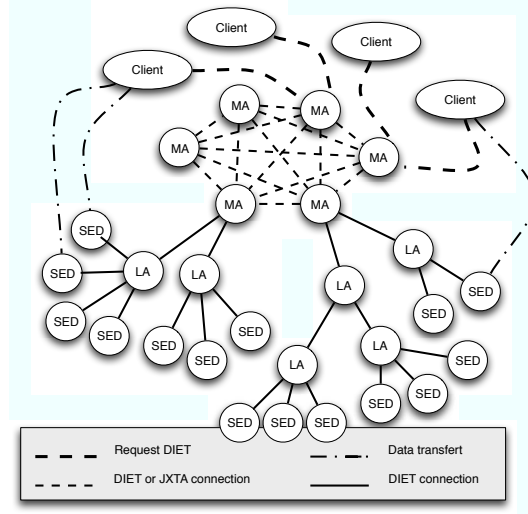 Client
Client
Client
Client
MA
MA
MA
MA
MA
MA
SED
LA
SED
LA
LA
SED
LA
SED
SED
SED
SED
SED
SED
LA
LA
SED
SED
SED
SED
SED
SED
Request DIET
Data transfert
DIET or JXTA connection
DIET connection